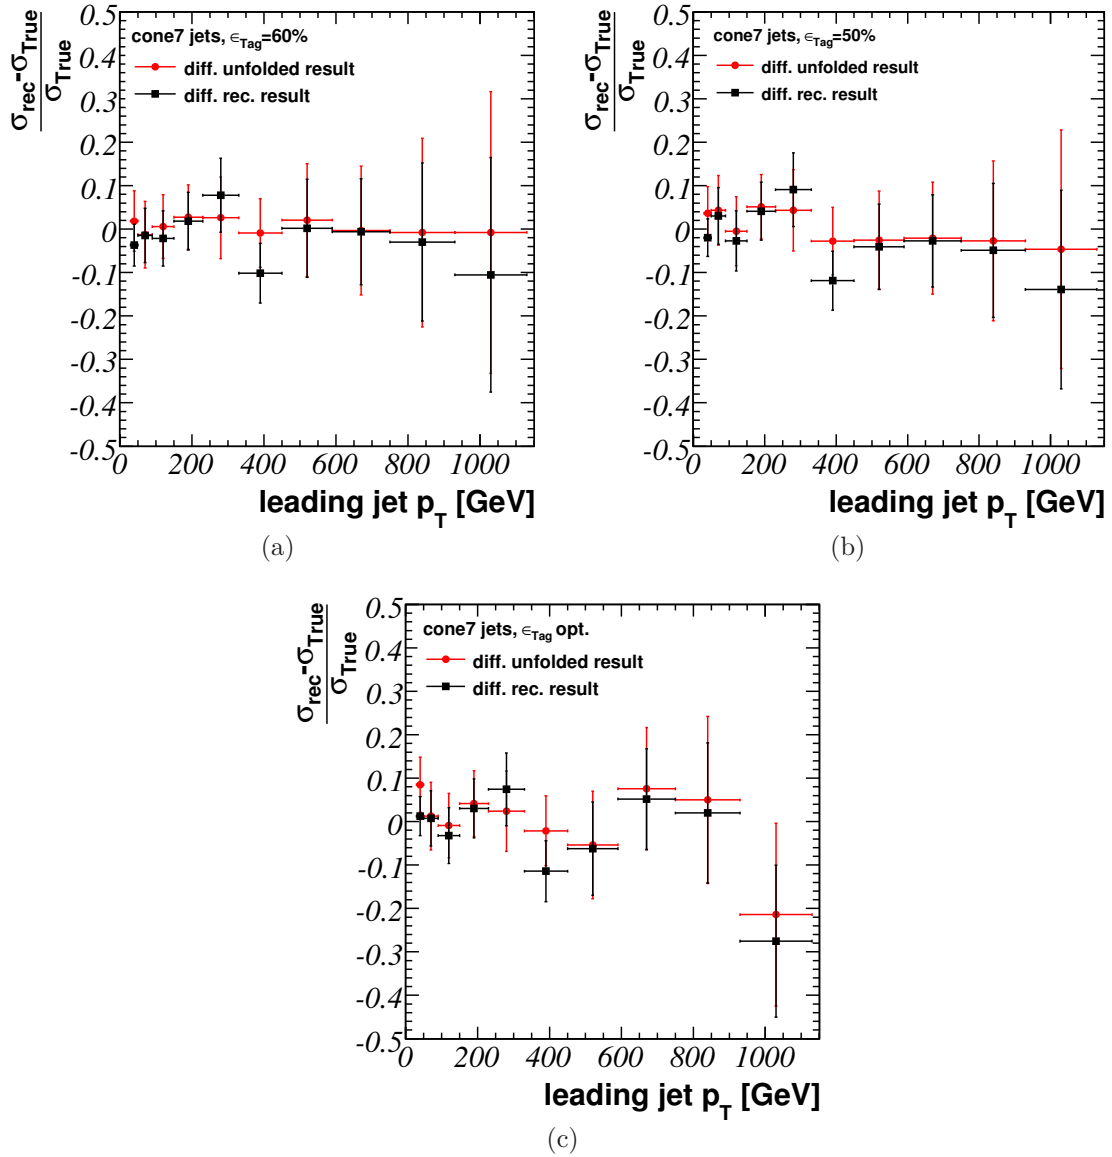 σrec-σTrue
σTrue
0.5
0.4
0.3
0.2
0.1
0
-0.1
-0.2
-0.3
-0.4
-0.5
cone7 jets, ϵTag=60%
diff. unfolded result
diff. rec. result
0 200 400 600 800 1000
leading jet pT [GeV]
(a)
σrec-σTrue
σTrue
0.5
0.4
0.3
0.2
0.1
0
-0.1
-0.2
-0.3
-0.4
-0.5
cone7 jets, ϵTag=50%
diff. unfolded result
diff. rec. result
0 200 400 600 800 1000
leading jet pT [GeV]
(b)
σrec-σTrue
σTrue
0.5
0.4
0.3
0.2
0.1
0
-0.1
-0.2
-0.3
-0.4
-0.5
cone7 jets, ϵTag opt.
diff. unfolded result
diff. rec. result
0 200 400 600 800 1000
leading jet pT [GeV]
(c)